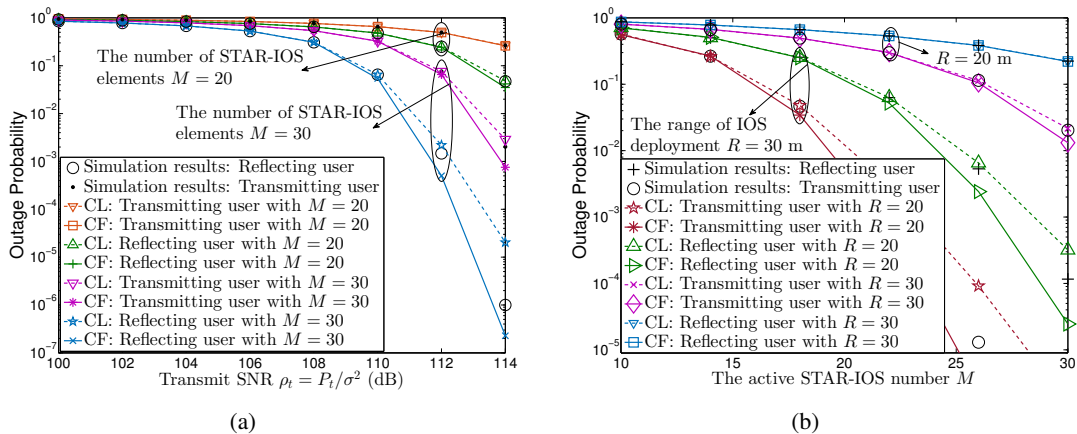 10^0
10^-1
10^-2
10^-3
10^-4
10^-5
10^-6
10^-7
Outage Probability
The number of STAR-IOS
elements M = 20
The number of STAR-IOS
elements M = 30
Simulation results: Reflecting user
Simulation results: Transmitting user
CL: Transmitting user with M = 20
CF: Transmitting user with M = 20
CL: Reflecting user with M = 20
CF: Reflecting user with M = 20
CL: Transmitting user with M = 30
CF: Transmitting user with M = 30
CL: Reflecting user with M = 30
CF: Reflecting user with M = 30
100 102 104 106 108 110 112 114
Transmit SNR ρ_t = P_t/σ^2 (dB)
(a)
10^0
10^-1
10^-2
10^-3
10^-4
10^-5
Outage Probability
R = 20 m
The range of IOS
deployment R = 30 m
Simulation results: Reflecting user
Simulation results: Transmitting user
CL: Transmitting user with R = 20
CF: Transmitting user with R = 20
CL: Reflecting user with R = 20
CF: Reflecting user with R = 20
CL: Transmitting user with R = 30
CF: Transmitting user with R = 30
CL: Reflecting user with R = 30
CF: Reflecting user with R = 30
10 14 18 22 26 30
The active STAR-IOS number M
(b)